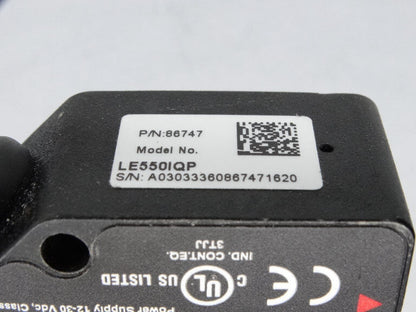 P/N:86747
Model No.
LE550IQP
S/N: A03033360867471620
IND. CONT.EQ.
3TJJ
C UL US LISTED
CE
Power Supply 12-30 Vdc, Class